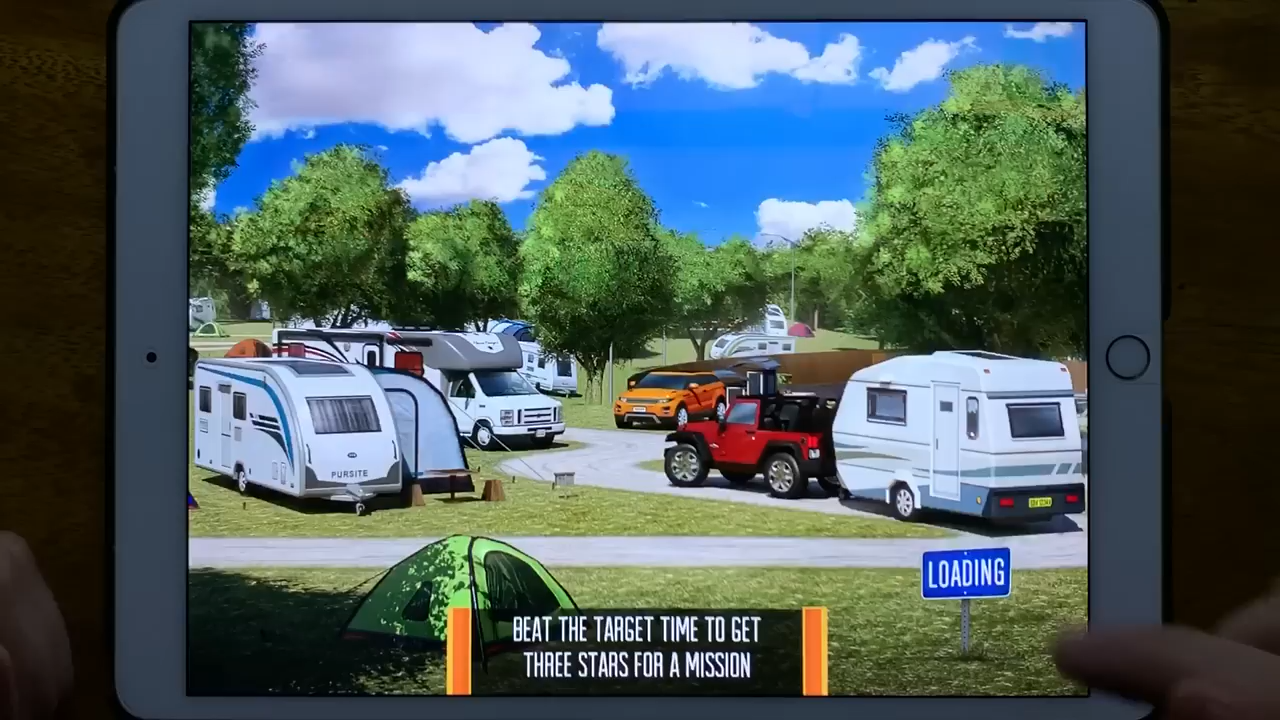 PURSITE
LOADING
BEAT THE TARGET TIME TO GET
THREE STARS FOR A MISSION